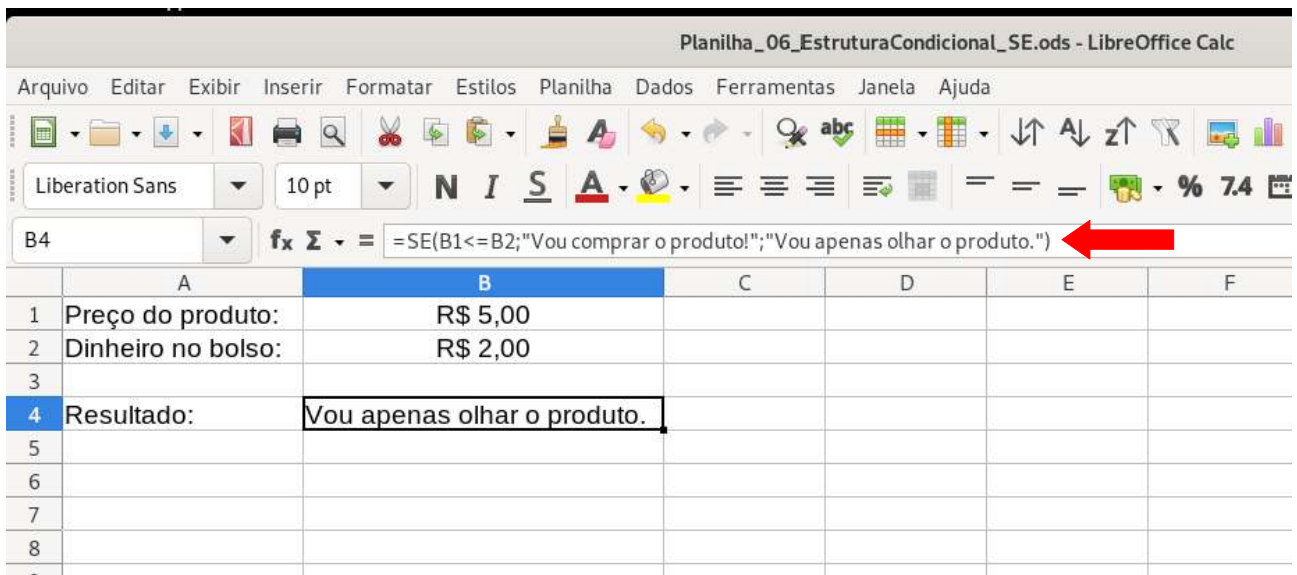 Planilha_06_EstruturaCondicional_SE.ods - LibreOffice Calc
Arquivo Editar Exibir Inserir Formatar Estilos Planilha Dados Ferramentas Janela Ajuda
abc A z
Liberation Sans 10 pt N I S A % 7.4
B4 fx Σ = =SE(B1<=B2;"Vou comprar o produto!";"Vou apenas olhar o produto.")
A B C D E F
1 Preço do produto: R$ 5,00
2 Dinheiro no bolso: R$ 2,00
3
4 Resultado: Vou apenas olhar o produto.
5
6
7
8